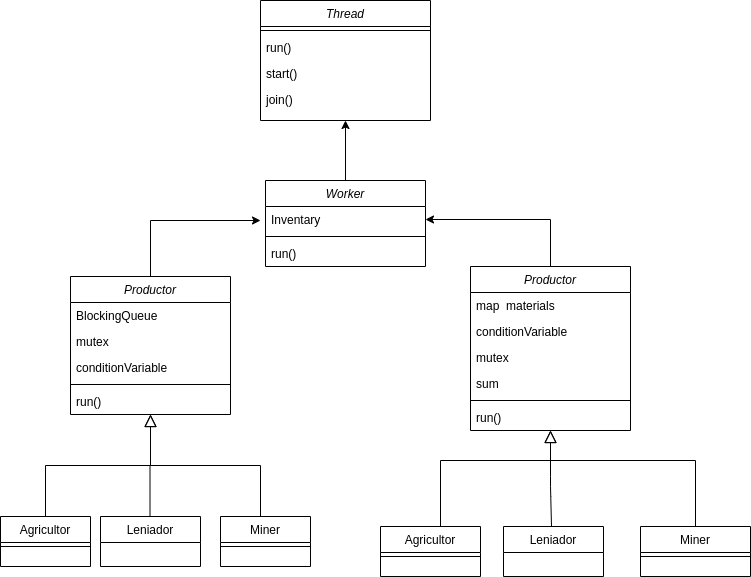 Thread
run()
start()
join()
Worker
Inventary
run()
Productor
BlockingQueue
mutex
conditionVariable
run()
Productor
map  materials
conditionVariable
mutex
sum
run()
Agricultor
Leniador
Miner
Agricultor
Leniador
Miner